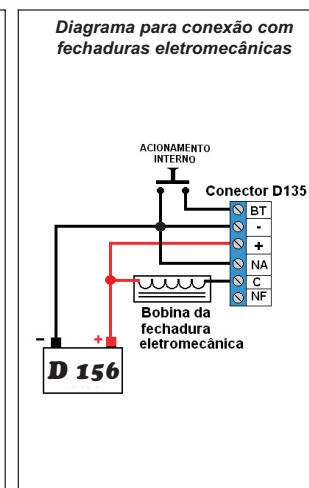 Diagrama para conexão com
fechaduras eletromecânicas
ACIONAMENTO
INTERNO
Conector D135
BT
-
+
NA
C
NF
Bobina da
fechadura
eletromecânica
- +
D 156